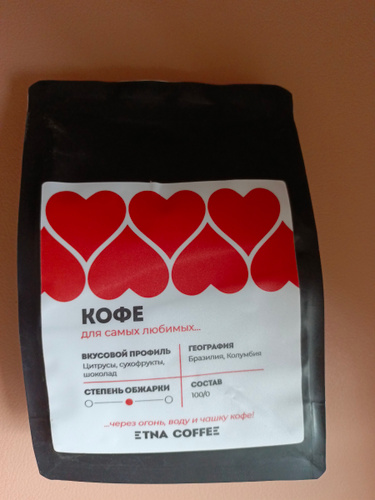 КОФЕ
для самых любимых...
ВКУСОВОЙ ПРОФИЛЬ
Цитрусы, сухофрукты,
шоколад
ГЕОГРАФИЯ
Бразилия, Колумбия
СТЕПЕНЬ ОБЖАРКИ
СОСТАВ
100/0
...через огонь, воду и чашку кофе!
ETNA COFFEE